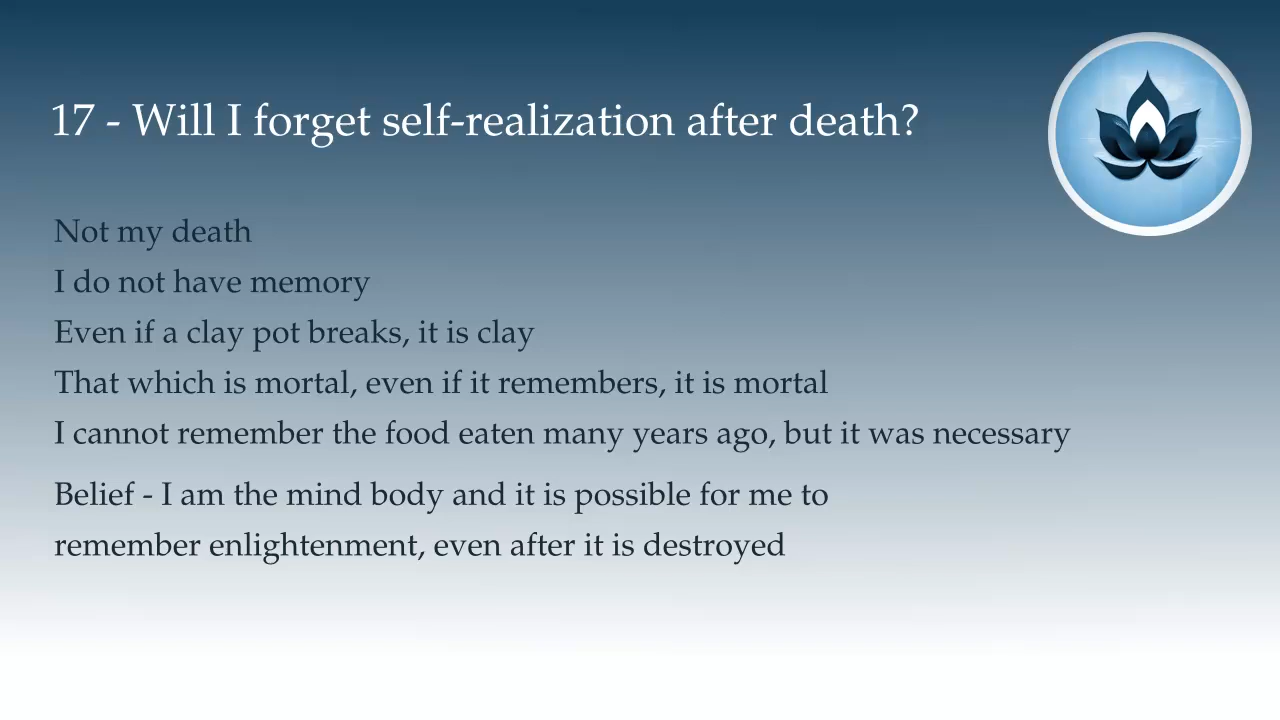 17 - Will I forget self-realization after death?
Not my death
I do not have memory
Even if a clay pot breaks, it is clay
That which is mortal, even if it remembers, it is mortal
I cannot remember the food eaten many years ago, but it was necessary
Belief - I am the mind body and it is possible for me to
remember enlightenment, even after it is destroyed